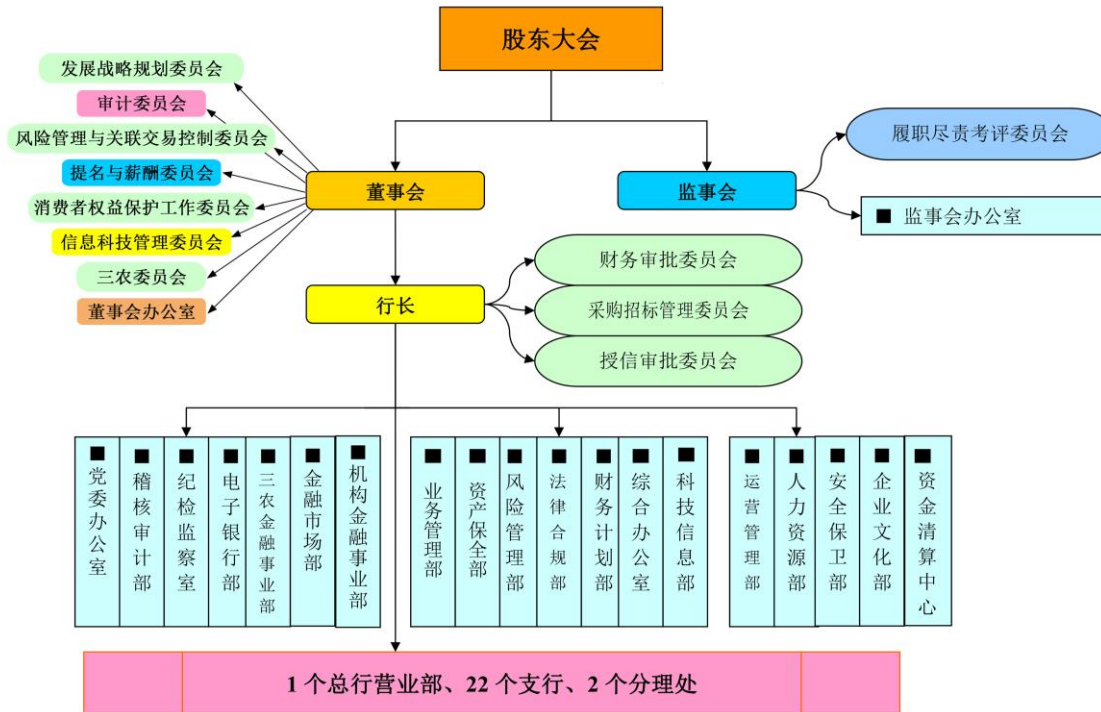 股东大会
发展战略规划委员会
审计委员会
风险管理与关联交易控制委员会
提名与薪酬委员会
消费者权益保护工作委员会
信息科技管理委员会
三农委员会
董事会办公室
董事会
监事会
履职尽责考评委员会
■ 监事会办公室
行长
财务审批委员会
采购招标管理委员会
授信审批委员会
■党委办公室
■稽核审计部
■纪检监察室
■电子银行部
■三农金融事业部
■金融市场部
■机构金融事业部
■业务管理部
■资产保全部
■风险管理部
■法律合规部
■财务计划部
■综合办公室
■科技信息部
■运营管理部
■人力资源部
■安全保卫部
■企业文化部
■资金清算中心
1 个总行营业部、22 个支行、2 个分理处